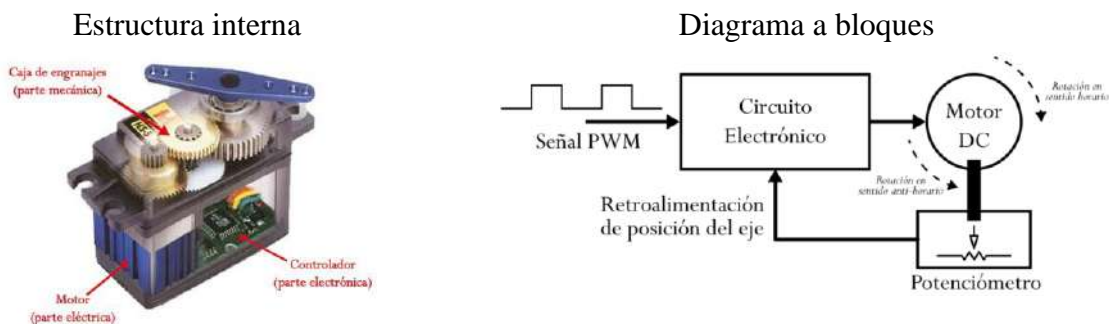 Estructura interna
Diagrama a bloques
Caja de engranajes
(parte mecánica)
Controlador
(parte electrónica)
Motor
(parte eléctrica)
Señal PWM
Circuito
Electrónico
Motor
DC
Rotación en
sentido horario
Rotación en
sentido anti-horario
Retroalimentación
de posición del eje
Potenciómetro